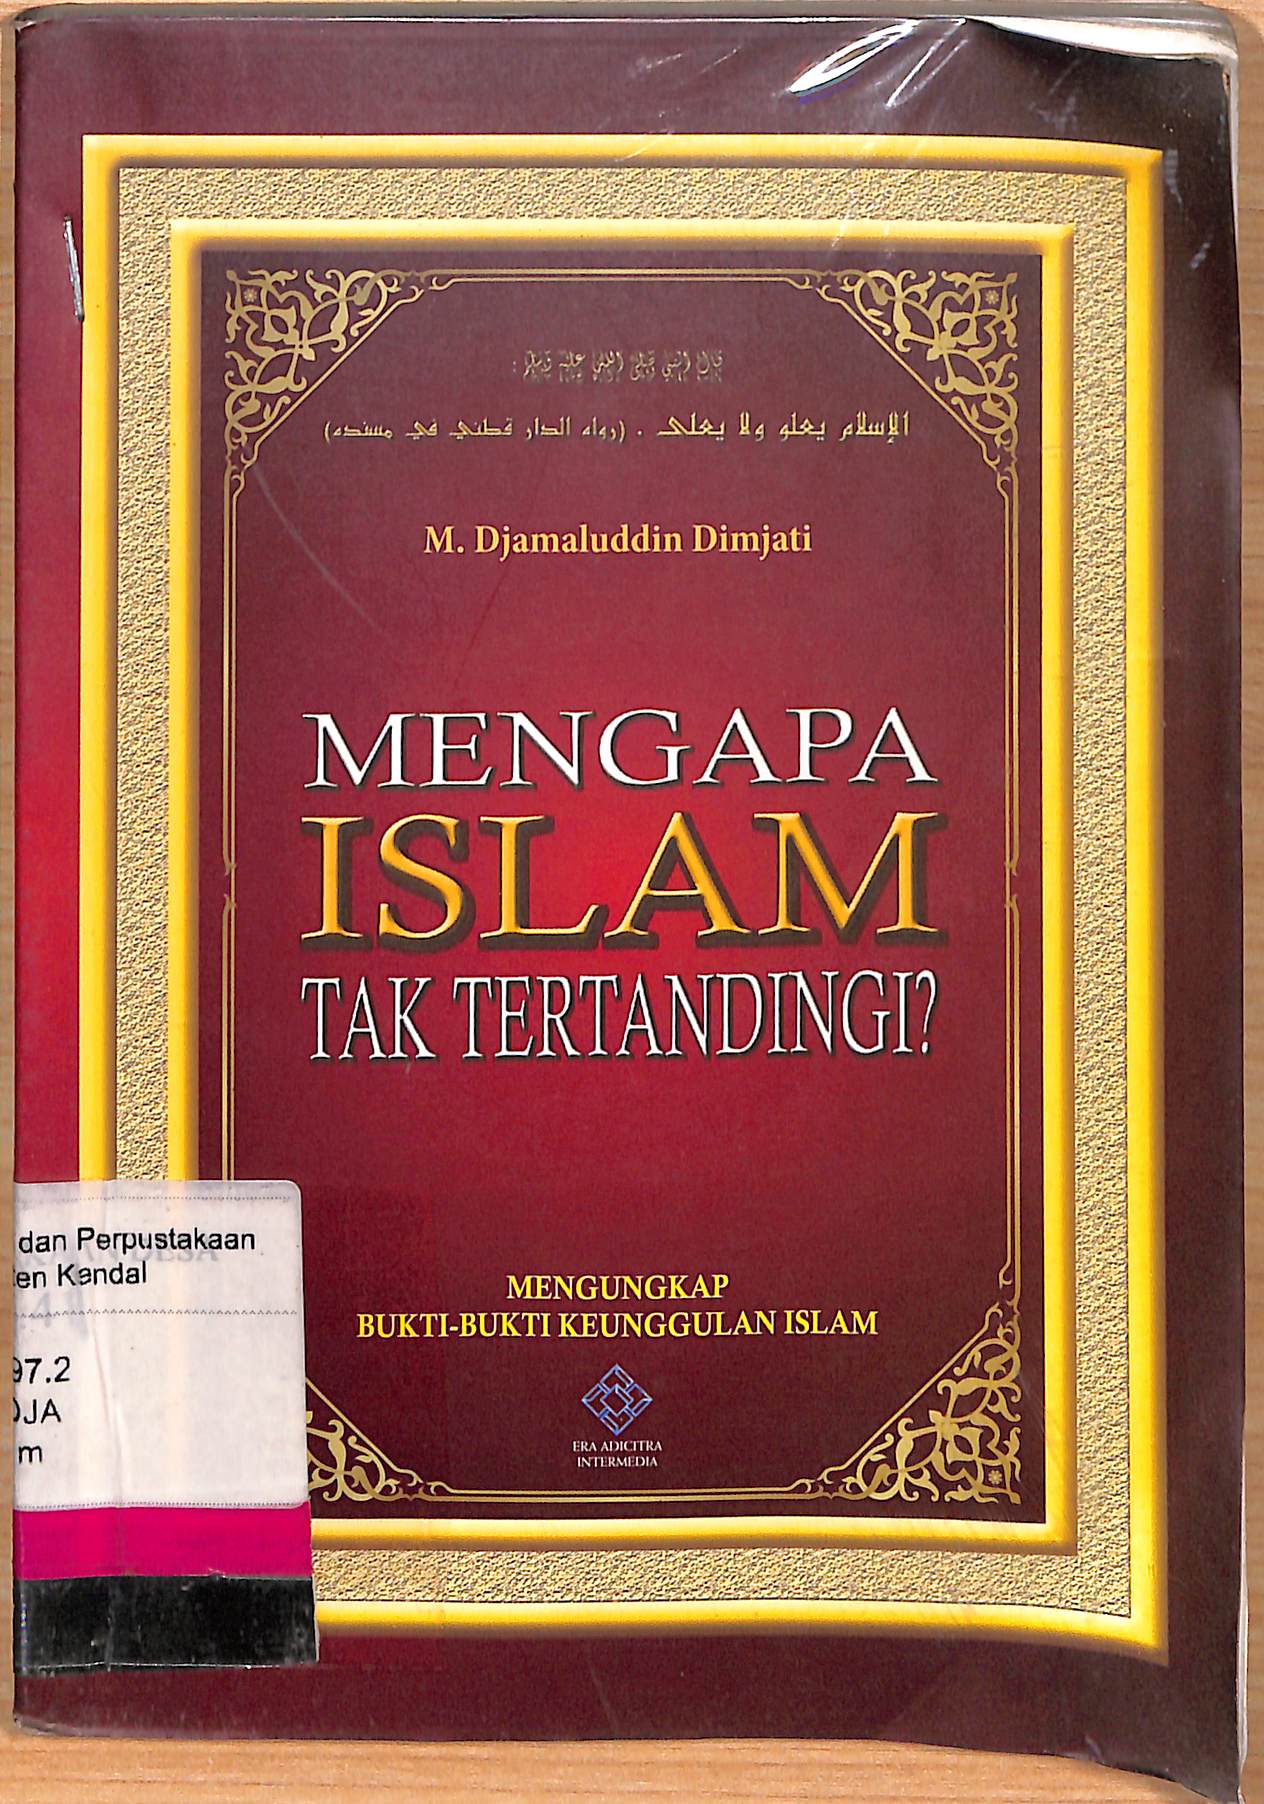 قال النبي صلى الله عليه وسلم :
الإسلام يعلو ولا يعلى . (رواه الدار قطني في مسنده)
M. Djamaluddin Dimjati
MENGAPA
ISLAM
TAK TERTANDINGI?
dan Perpustakaan
en Kendal
97.2
DJA
m
MENGUNGKAP
BUKTI-BUKTI KEUNGGULAN ISLAM
ERA ADICITRA
INTERMEDIA